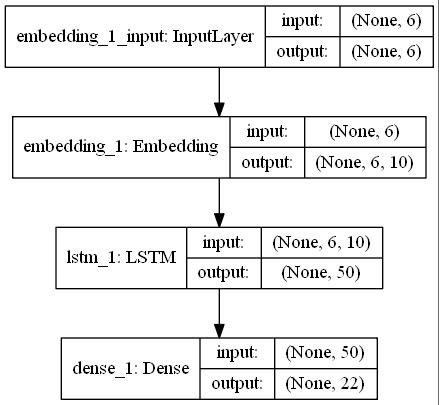 embedding_1_input: InputLayer
input: (None, 6)
output: (None, 6)
embedding_1: Embedding
input: (None, 6)
output: (None, 6, 10)
lstm_1: LSTM
input: (None, 6, 10)
output: (None, 50)
dense_1: Dense
input: (None, 50)
output: (None, 22)